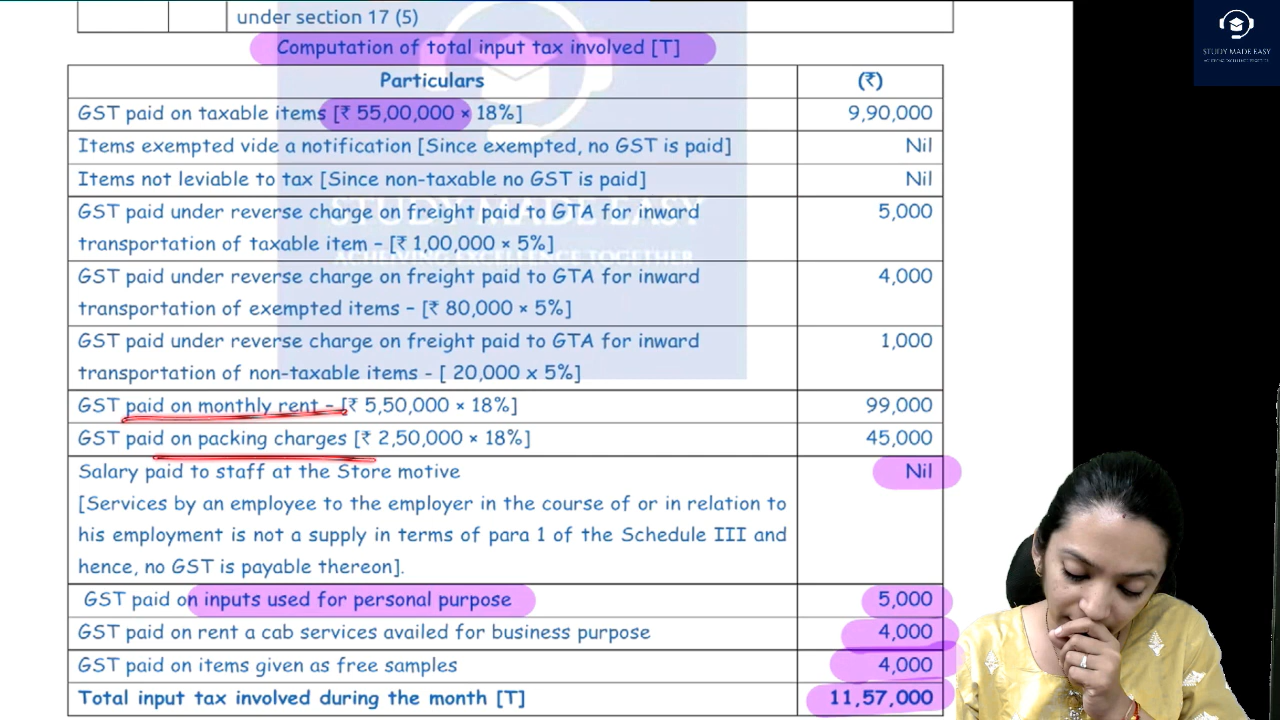 under section 17 (5)
Computation of total input tax involved [T]
Particulars (₹)
GST paid on taxable items [₹ 55,00,000 × 18%] 9,90,000
Items exempted vide a notification [Since exempted, no GST is paid] Nil
Items not leviable to tax [Since non-taxable no GST is paid] Nil
GST paid under reverse charge on freight paid to GTA for inward 5,000
transportation of taxable item – [₹ 1,00,000 × 5%]
GST paid under reverse charge on freight paid to GTA for inward 4,000
transportation of exempted items – [₹ 80,000 × 5%]
GST paid under reverse charge on freight paid to GTA for inward 1,000
transportation of non-taxable items - [ 20,000 x 5%]
GST paid on monthly rent – [₹ 5,50,000 × 18%] 99,000
GST paid on packing charges [₹ 2,50,000 × 18%] 45,000
Salary paid to staff at the Store motive Nil
[Services by an employee to the employer in the course of or in relation to
his employment is not a supply in terms of para 1 of the Schedule III and
hence, no GST is payable thereon].
GST paid on inputs used for personal purpose 5,000
GST paid on rent a cab services availed for business purpose 4,000
GST paid on items given as free samples 4,000
Total input tax involved during the month [T] 11,57,000
STUDY MADE EASY
ACHIEVING EXCELLENCE TOGETHER
STUDY MADE EASY
ACHIEVING EXCELLENCE TOGETHER